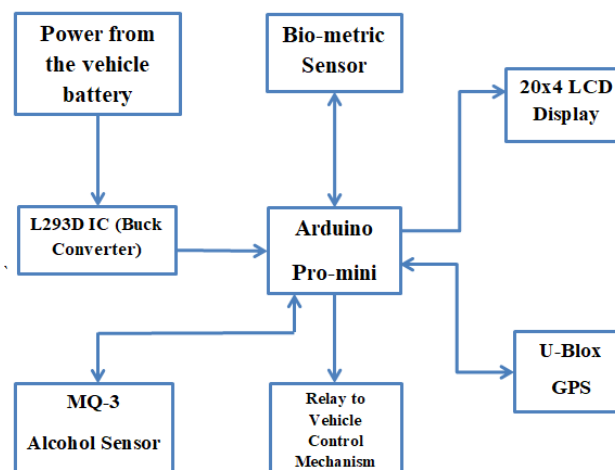 Power from
the vehicle
battery
Bio-metric
Sensor
20x4 LCD
Display
L293D IC (Buck
Converter)
Arduino
Pro-mini
`
MQ-3
Alcohol Sensor
Relay to
Vehicle
Control
Mechanism
U-Blox
GPS